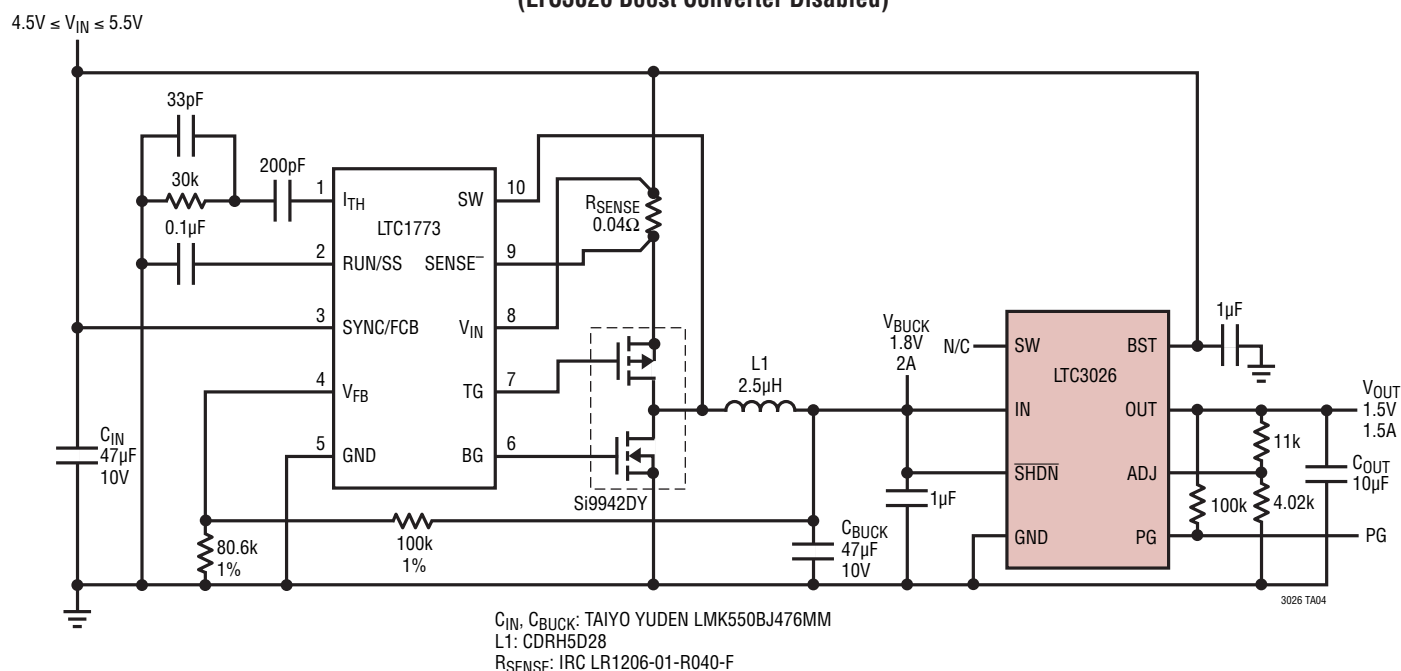 (LTC3026 Boost Converter Disabled)
4.5V ≤ VIN ≤ 5.5V
33pF
30k
200pF
0.1µF
1
ITH
2
RUN/SS
3
SYNC/FCB
4
VFB
5
GND
LTC1773
SW
10
SENSE–
9
VIN
8
TG
7
BG
6
RSENSE
0.04Ω
Si9942DY
L1
2.5µH
VBUCK
1.8V
2A
N/C
SW
BST
LTC3026
IN
OUT
SHDN
ADJ
GND
PG
1µF
VOUT
1.5V
1.5A
11k
COUT
10µF
100k
4.02k
PG
1µF
CIN
47µF
10V
80.6k
1%
100k
1%
CBUCK
47µF
10V
3026 TA04
CIN, CBUCK: TAIYO YUDEN LMK550BJ476MM
L1: CDRH5D28
RSENSE: IRC LR1206-01-R040-F